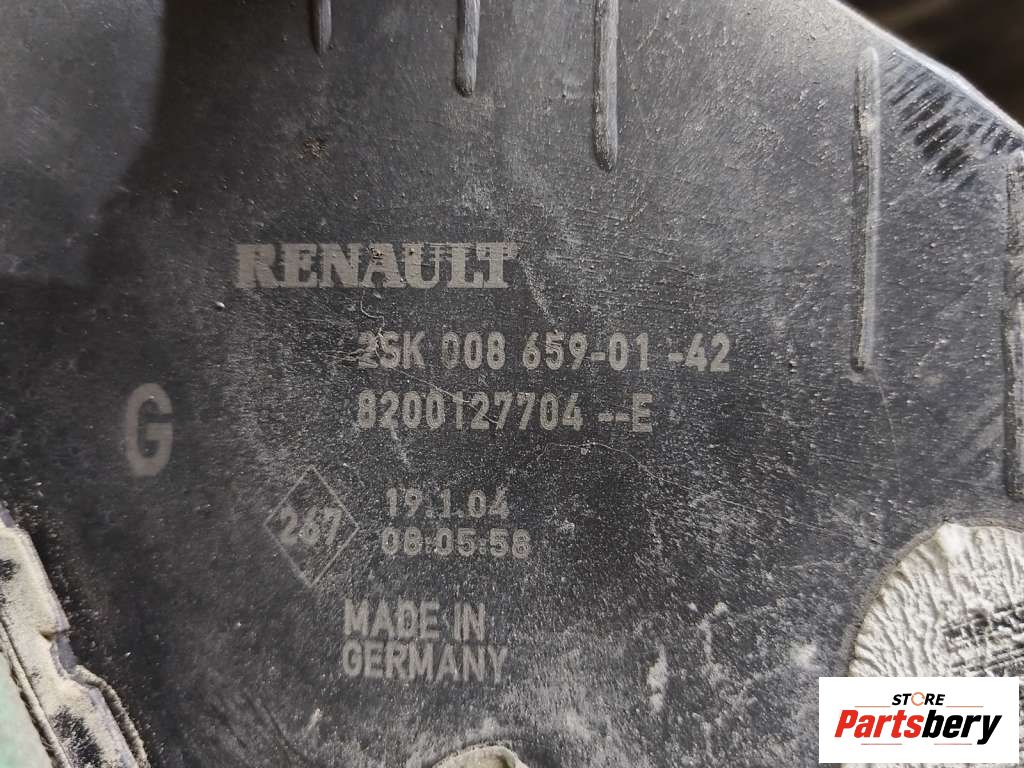 RENAULT
2SK 008 659-01 -42
8200127704 --E
G
267
19.1.04
08:05:58
MADE IN
GERMANY
STORE
Partsbery